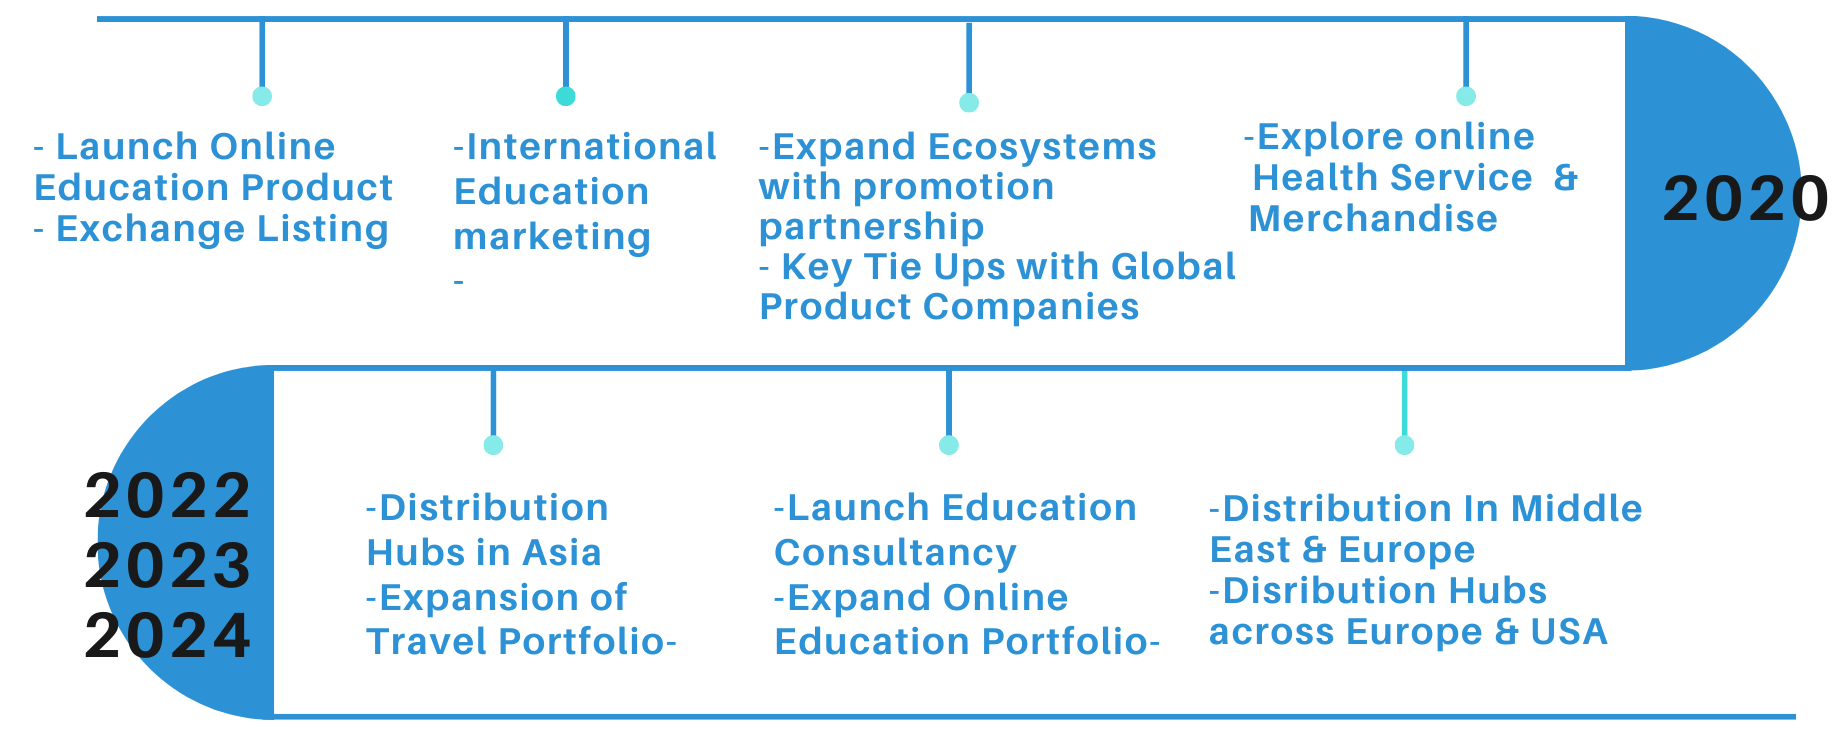 - Launch Online
Education Product
- Exchange Listing
-International
Education
marketing
-
-Expand Ecosystems
with promotion
partnership
- Key Tie Ups with Global
Product Companies
-Explore online
Health Service &
Merchandise
2020
2022
2023
2024
-Distribution
Hubs in Asia
-Expansion of
Travel Portfolio-
-Launch Education
Consultancy
-Expand Online
Education Portfolio-
-Distribution In Middle
East & Europe
-Disribution Hubs
across Europe & USA